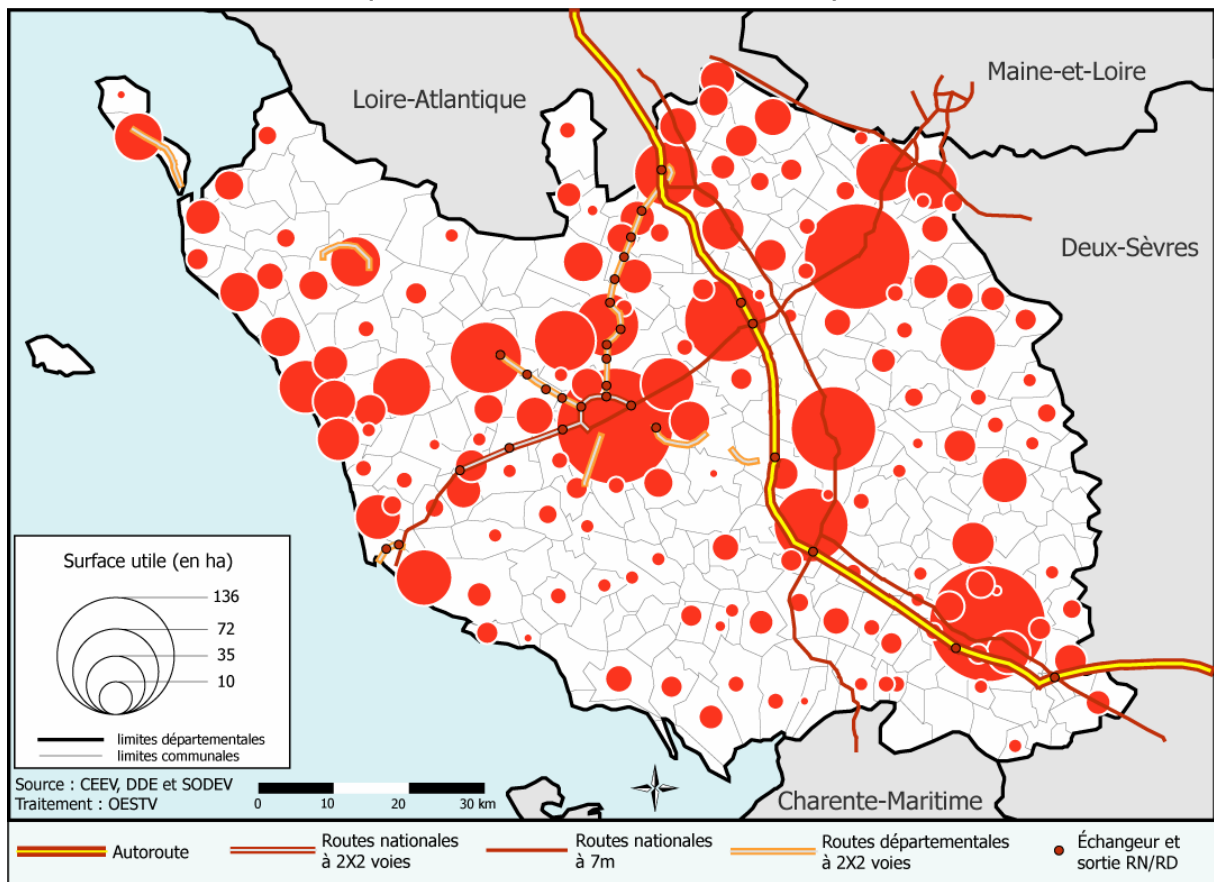 Loire-Atlantique
Maine-et-Loire
Deux-Sèvres
Charente-Maritime
Surface utile (en ha)
136
72
35
10
limites départementales
limites communales
Source : CEEV, DDE et SODEV
Traitement : OESTV
0 10 20 30 km
Autoroute
Routes nationales
à 2X2 voies
Routes nationales
à 7m
Routes départementales
à 2X2 voies
Échangeur et
sortie RN/RD